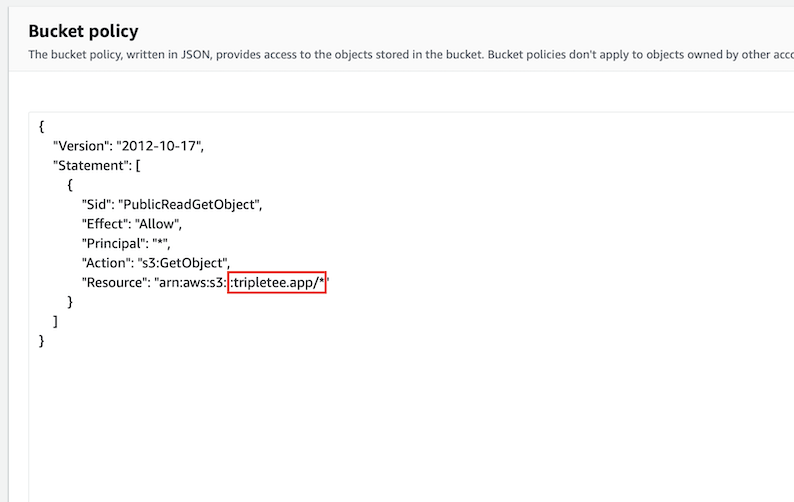 Bucket policy
The bucket policy, written in JSON, provides access to the objects stored in the bucket. Bucket policies don't apply to objects owned by other acco
{
"Version": "2012-10-17",
"Statement": [
{
"Sid": "PublicReadGetObject",
"Effect": "Allow",
"Principal": "*",
"Action": "s3:GetObject",
"Resource": "arn:aws:s3:::tripletee.app/*"
}
]
}